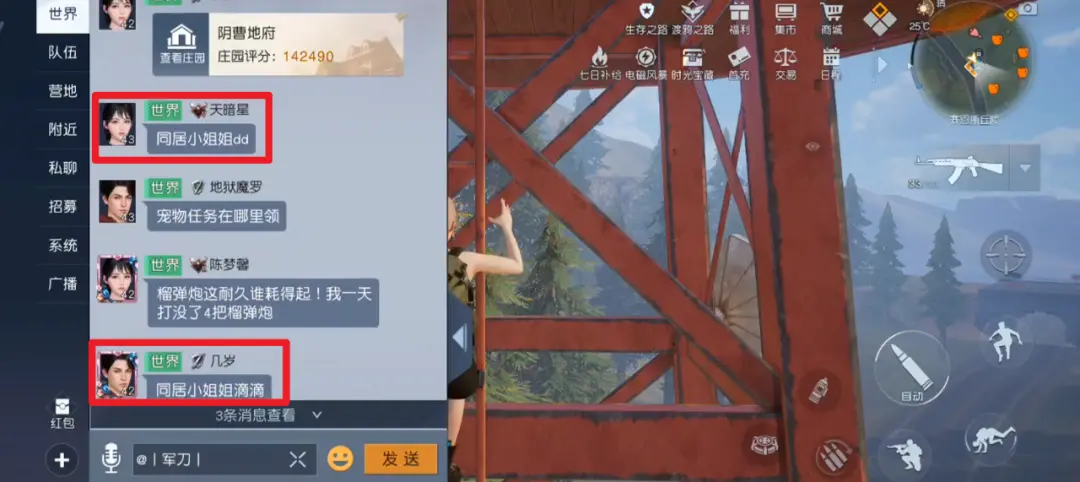 世界
队伍
营地
附近
私聊
招募
系统
广播
红包
阴曹地府
庄园评分：142490
查看庄园
世界 天暗星
同居小姐姐dd
世界 地狱魔罗
宠物任务在哪里领
世界 陈梦馨
榴弹炮这耐久谁耗得起！我一天
打没了4把榴弹炮
世界 几岁
同居小姐姐滴滴
3条消息查看
@丨军刀丨
发送
生存之路 渡鸦之路 福利 集市 商城
七日补给 电磁风暴 时光宝藏 首充 交易 日程
25℃
33
自动